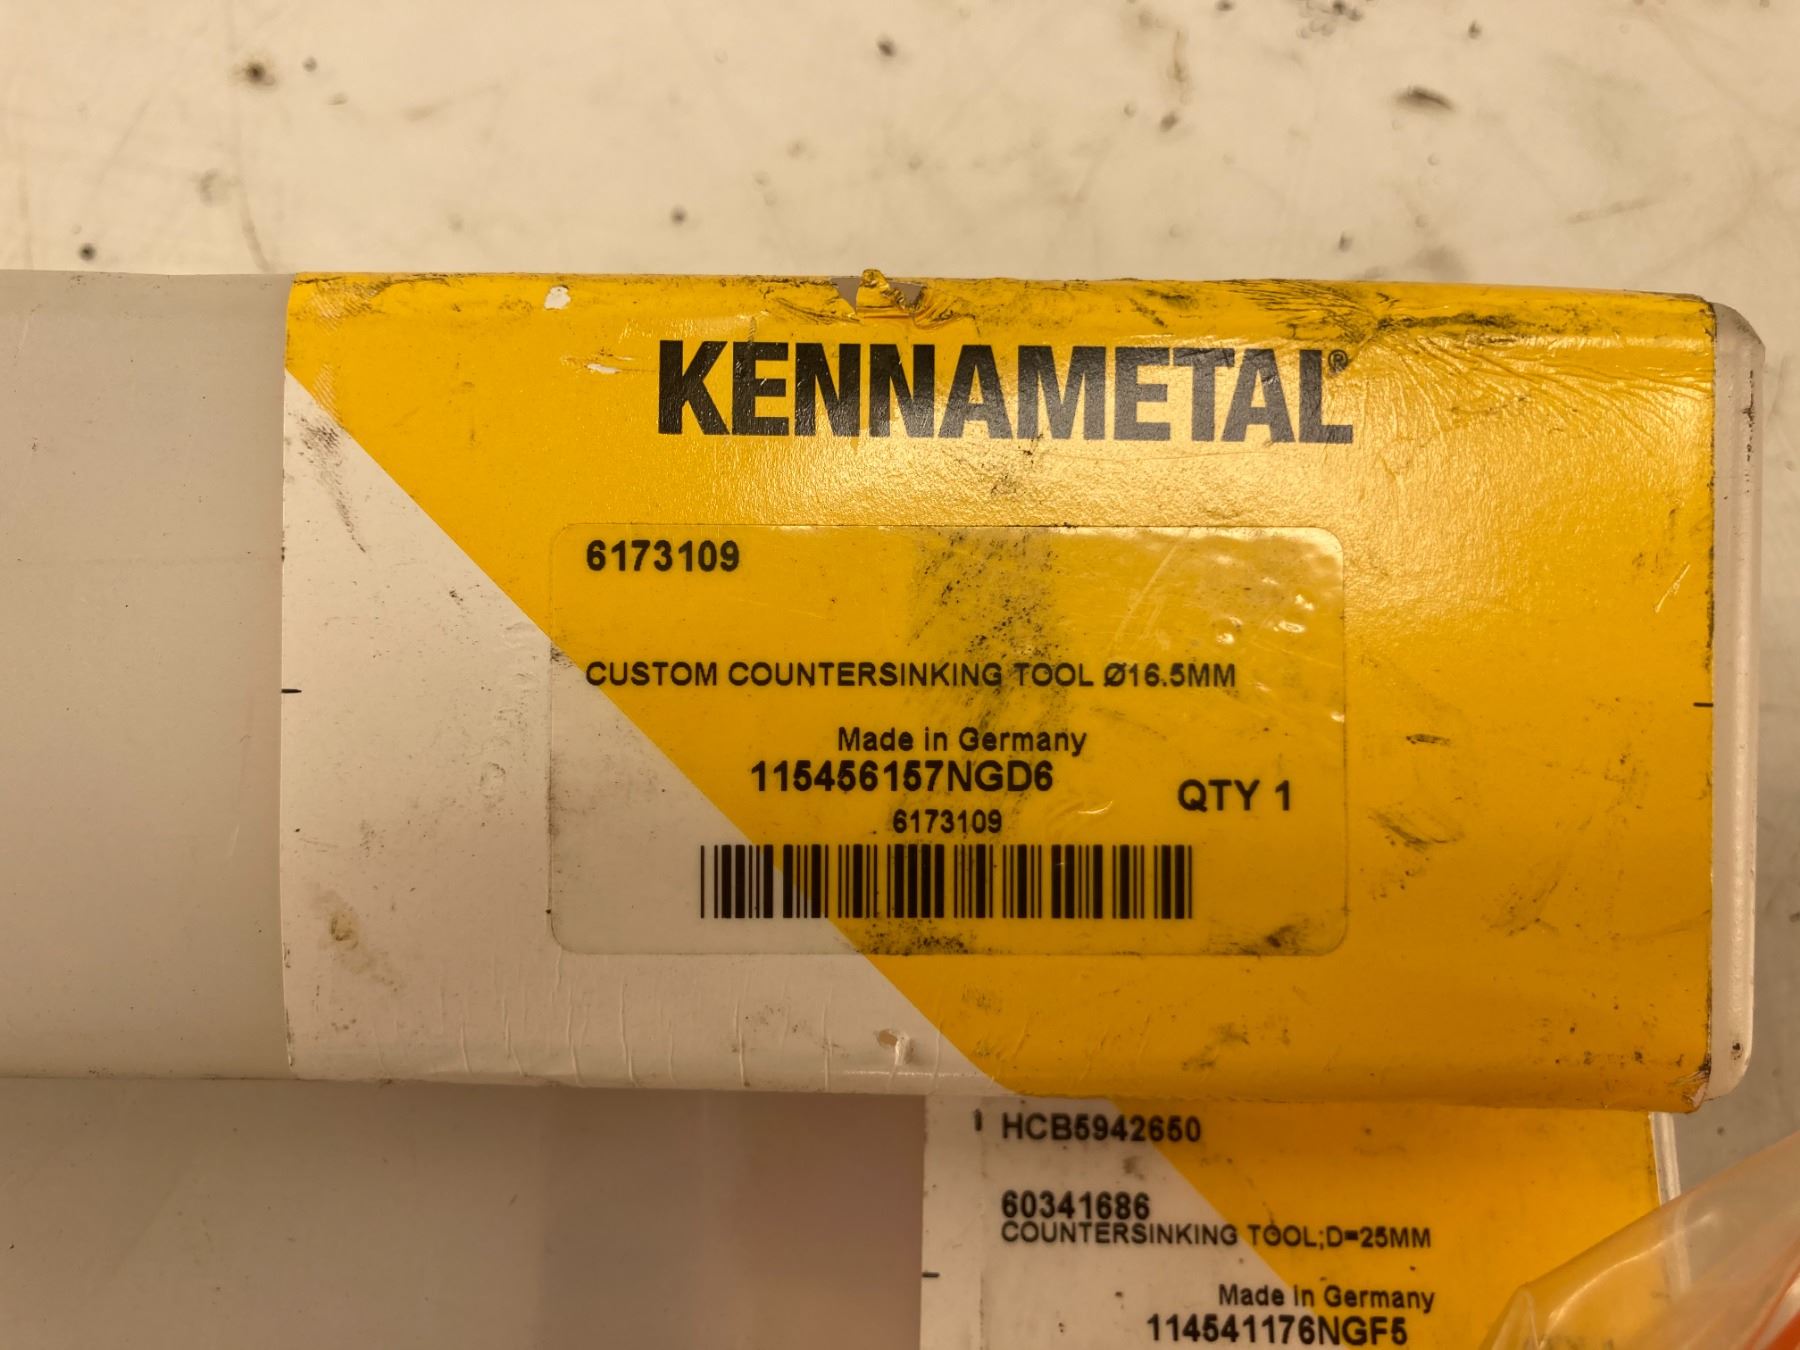 KENNAMETAL®
6173109
CUSTOM COUNTERSINKING TOOL Ø16.5MM
Made in Germany
115456157NGD6
QTY 1
6173109
HCB5942650
60341686
COUNTERSINKING TOOL;D=25MM
Made in Germany
114541176NGF5